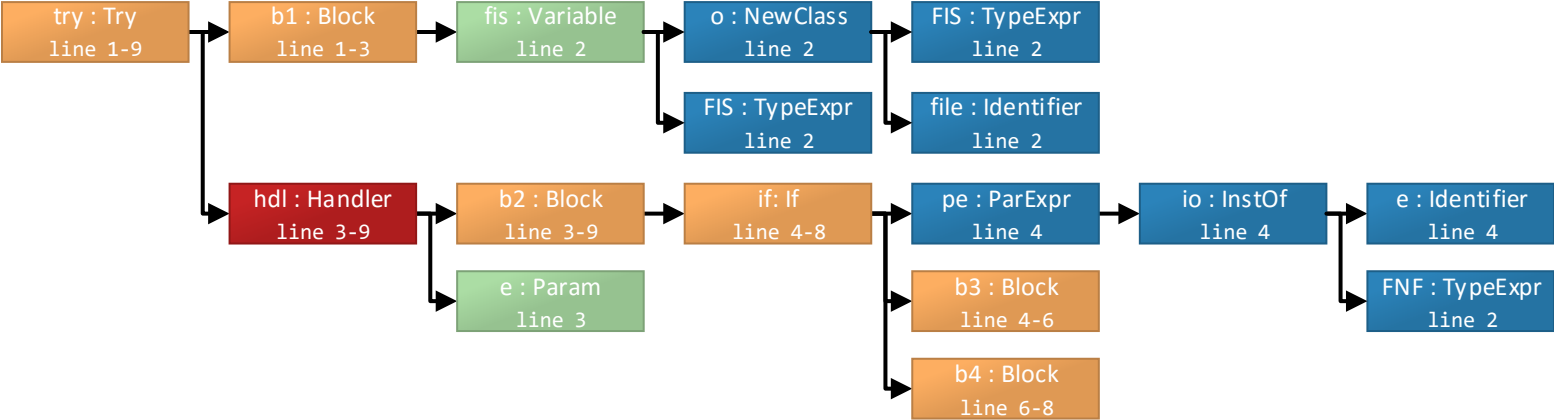 try : Try
line 1-9
b1 : Block
line 1-3
fis : Variable
line 2
o : NewClass
line 2
FIS : TypeExpr
line 2
FIS : TypeExpr
line 2
file : Identifier
line 2
hdl : Handler
line 3-9
b2 : Block
line 3-9
if: If
line 4-8
pe : ParExpr
line 4
io : InstOf
line 4
e : Identifier
line 4
e : Param
line 3
b3 : Block
line 4-6
FNF : TypeExpr
line 2
b4 : Block
line 6-8